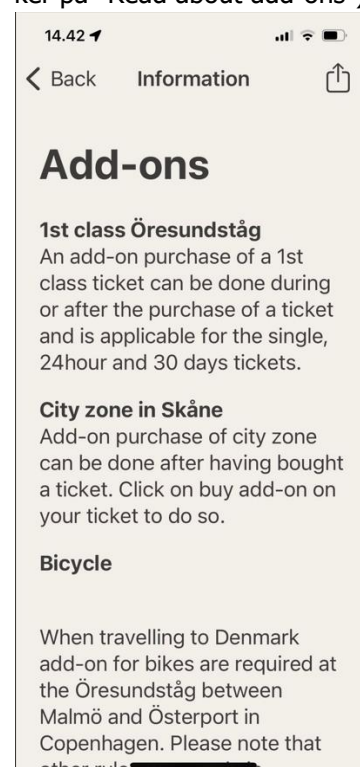 14.42
Back Information
Add-ons
1st class Öresundståg
An add-on purchase of a 1st
class ticket can be done during
or after the purchase of a ticket
and is applicable for the single,
24hour and 30 days tickets.
City zone in Skåne
Add-on purchase of city zone
can be done after having bought
a ticket. Click on buy add-on on
your ticket to do so.
Bicycle
When travelling to Denmark
add-on for bikes are required at
the Öresundståg between
Malmö and Österport in
Copenhagen. Please note that